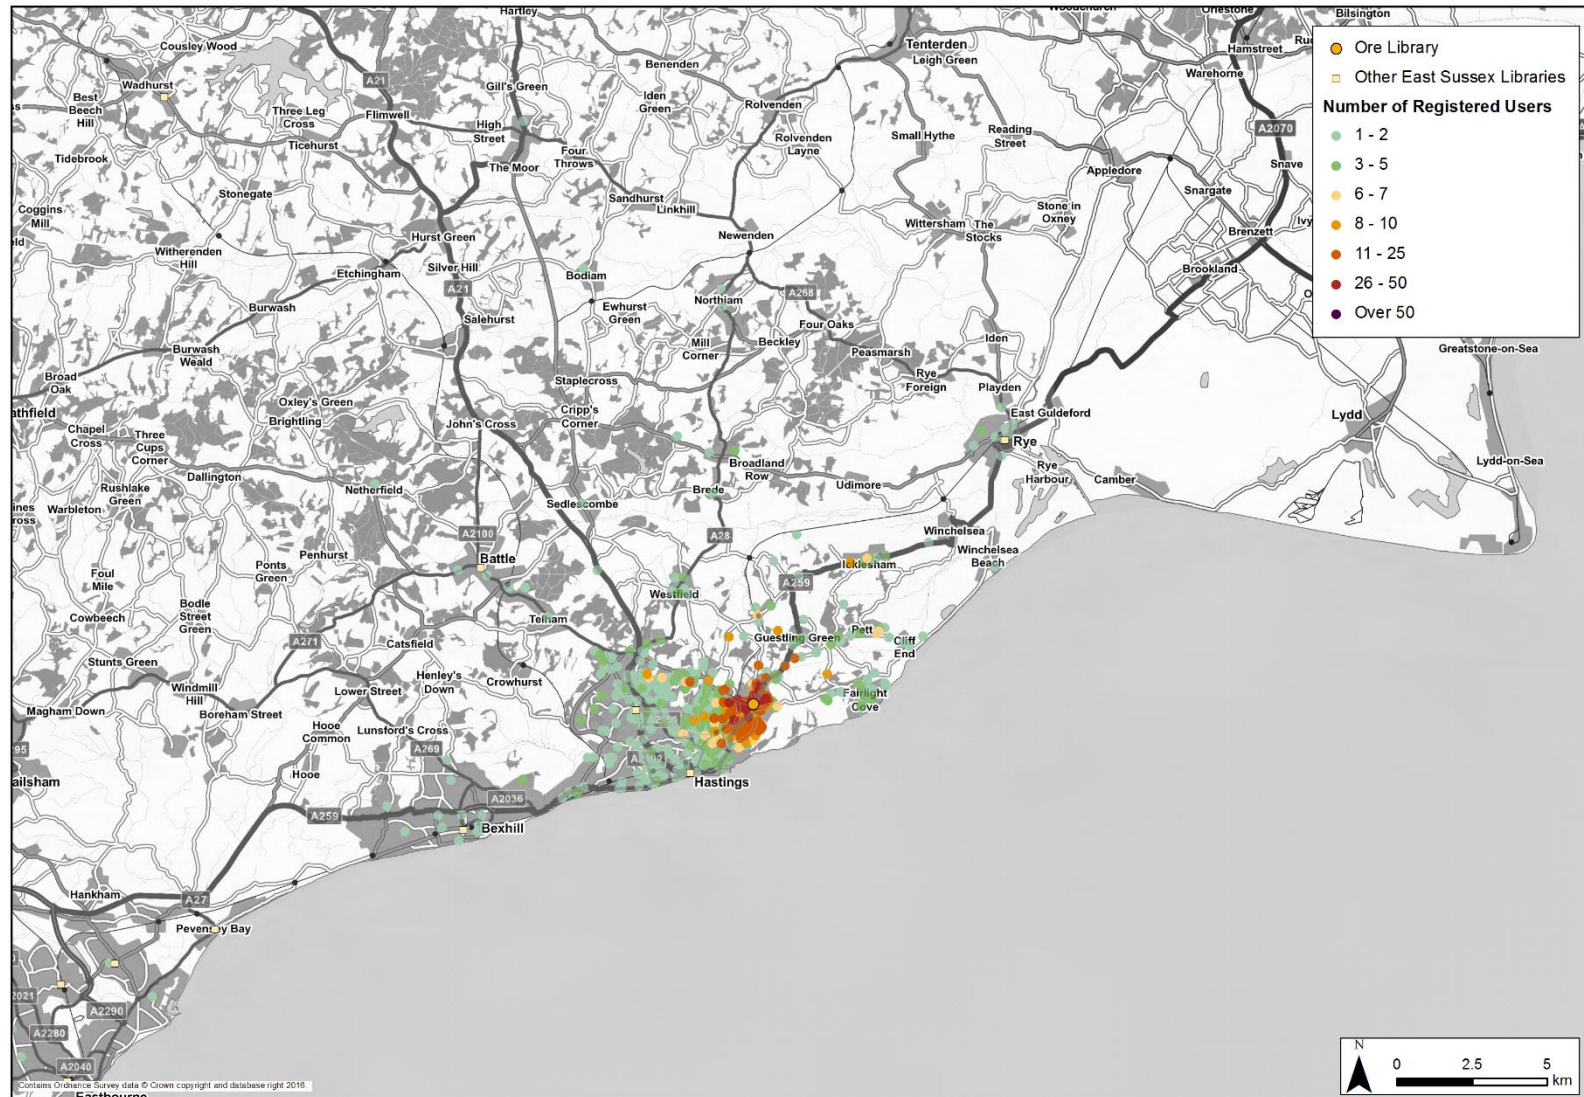 Hartley
Woodchurch
Orlestone
Bilsington
Cousley Wood
Tenterden
Leigh Green
Hamstreet
Warehorne
Wadhurst
A21
Gill's Green
Benenden
Best
Beech
Hill
Three Leg
Cross
Flimwell
Iden
Green
Rolvenden
High
Street
Ticehurst
Rolvenden
Layne
Small Hythe
Reading
Street
A2070
Tidebrook
The Moor
Four
Throws
Snave
Appledore
Stonegate
Sandhurst
Linkhill
Snargate
Coggins
Mill
Stone in
Oxney
Wittersham
The
Stocks
Hurst Green
Newenden
Brenzett
Witherenden
Hill
Etchingham
Silver Hill
Bodiam
Brookland
A21
Northiam
A268
Burwash
Ewhurst
Green
Salehurst
Four Oaks
Mill
Corner
Beckley
Iden
Greatstone-on-Sea
Burwash
Weald
Peasmarsh
Broad
Oak
Staplecross
Rye
Foreign
Playden
Oxley's Green
athfield
Brightling
John's Cross
Cripp's
Corner
East Guldeford
Lydd
Chapel
Cross
Three
Cups
Corner
Rye
Broadland
Row
Dallington
Lydd-on-Sea
Rushlake
Green
Netherfield
Brede
Udimore
Rye
Harbour
Camber
Warbleton
Sedlescombe
A2100
A28
Winchelsea
Penhurst
Battle
Winchelsea
Beach
Ponts
Green
Icklesham
Foul
Mile
A259
Westfield
Bodle
Street
Green
Cowbeech
Telham
Pett
Guestling Green
Cliff
End
A271
Catsfield
Stunts Green
Henley's
Down
Crowhurst
Windmill
Hill
Lower Street
Fairlight
Cove
Magham Down
Boreham Street
Hooe
Common
Lunsford's Cross
A269
Hooe
ailsham
Hastings
A2036
A259
Bexhill
Hankham
A27
Pevensey Bay
2021
A2290
A2280
A2040
Eastbourne
Contains Ordnance Survey data © Crown copyright and database right 2016.
Ore Library
Other East Sussex Libraries
Number of Registered Users
1 - 2
3 - 5
6 - 7
8 - 10
11 - 25
26 - 50
Over 50
N
0 2.5 5
km